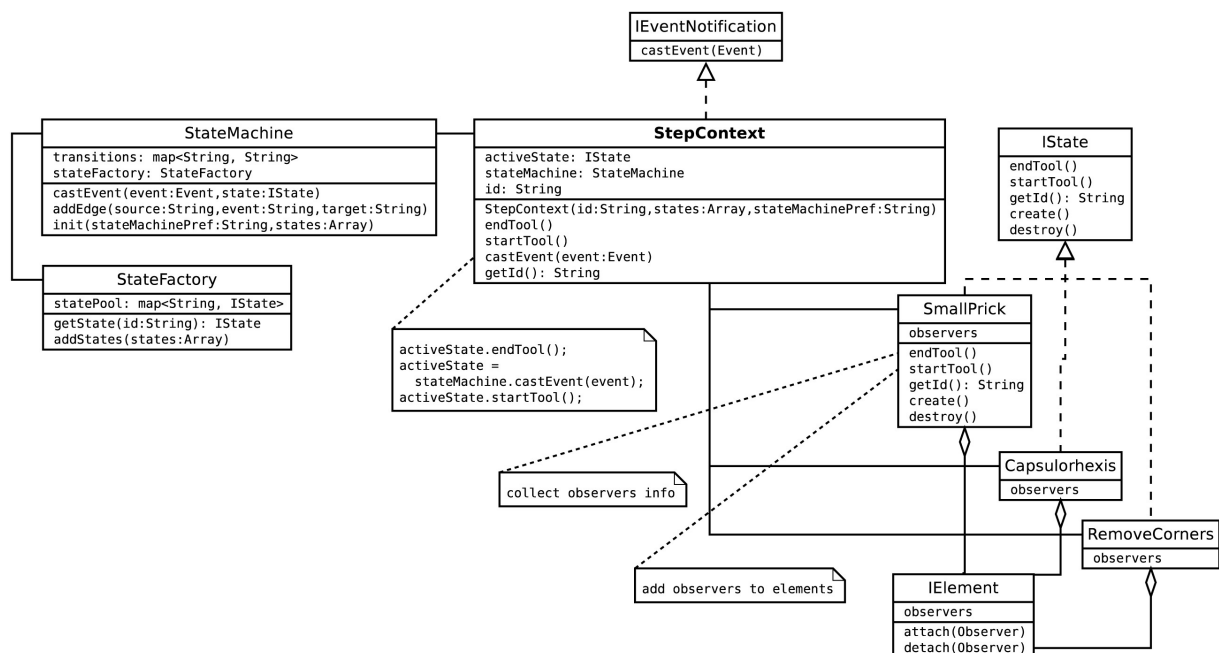 IEventNotification
castEvent(Event)
StateMachine
transitions: map<String, String>
stateFactory: StateFactory
castEvent(event:Event,state:IState)
addEdge(source:String,event:String,target:String)
init(stateMachinePref:String,states:Array)
StepContext
activeState: IState
stateMachine: StateMachine
id: String
StepContext(id:String,states:Array,stateMachinePref:String)
endTool()
startTool()
castEvent(event:Event)
getId(): String
IState
endTool()
startTool()
getId(): String
create()
destroy()
StateFactory
statePool: map<String, IState>
getState(id:String): IState
addStates(states:Array)
activeState.endTool();
activeState =
stateMachine.castEvent(event);
activeState.startTool();
SmallPrick
observers
endTool()
startTool()
getId(): String
create()
destroy()
collect observers info
Capsulorhexis
observers
RemoveCorners
observers
add observers to elements
IElement
observers
attach(Observer)
detach(Observer)